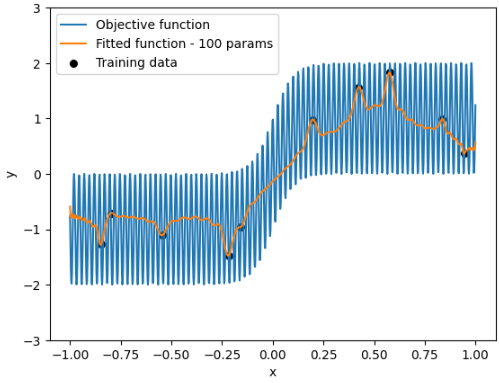 3
2
1
0
−1
−2
−3
y
Objective function
Fitted function - 100 params
Training data
−1.00 −0.75 −0.50 −0.25 0.00 0.25 0.50 0.75 1.00
x